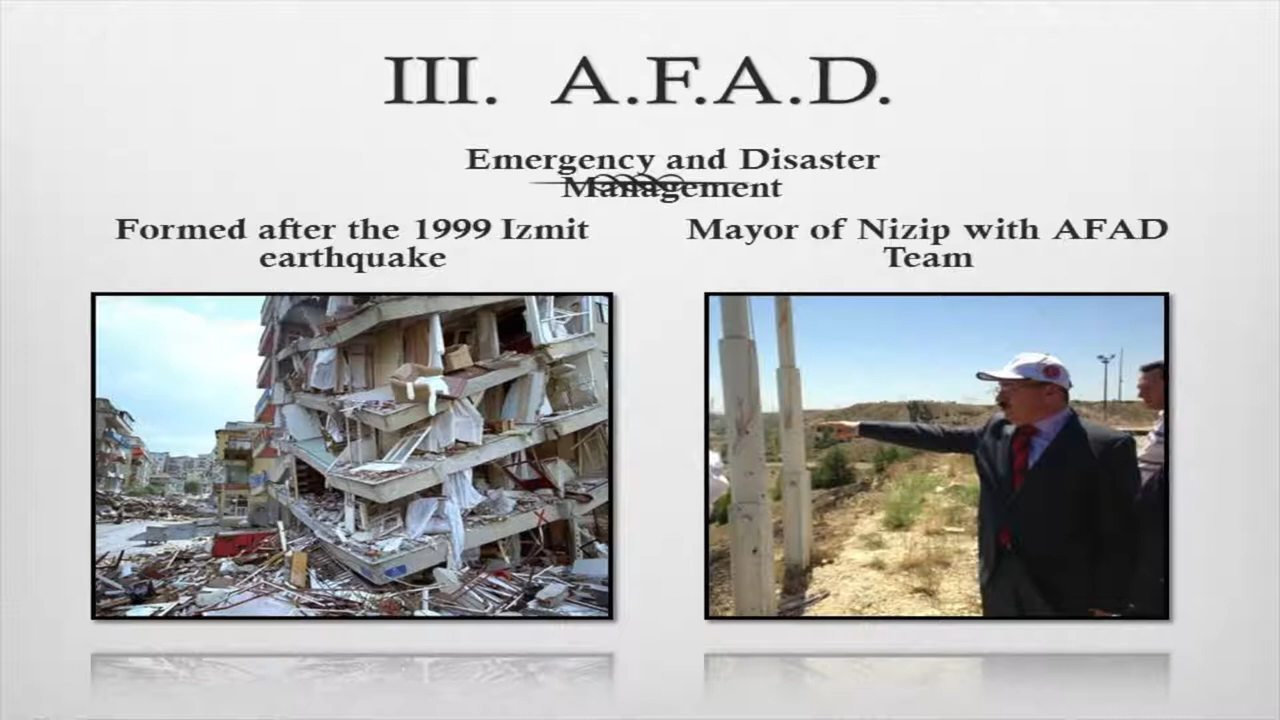 III. A.F.A.D.
Emergency and Disaster
Management
Formed after the 1999 Izmit
earthquake
Mayor of Nizip with AFAD
Team